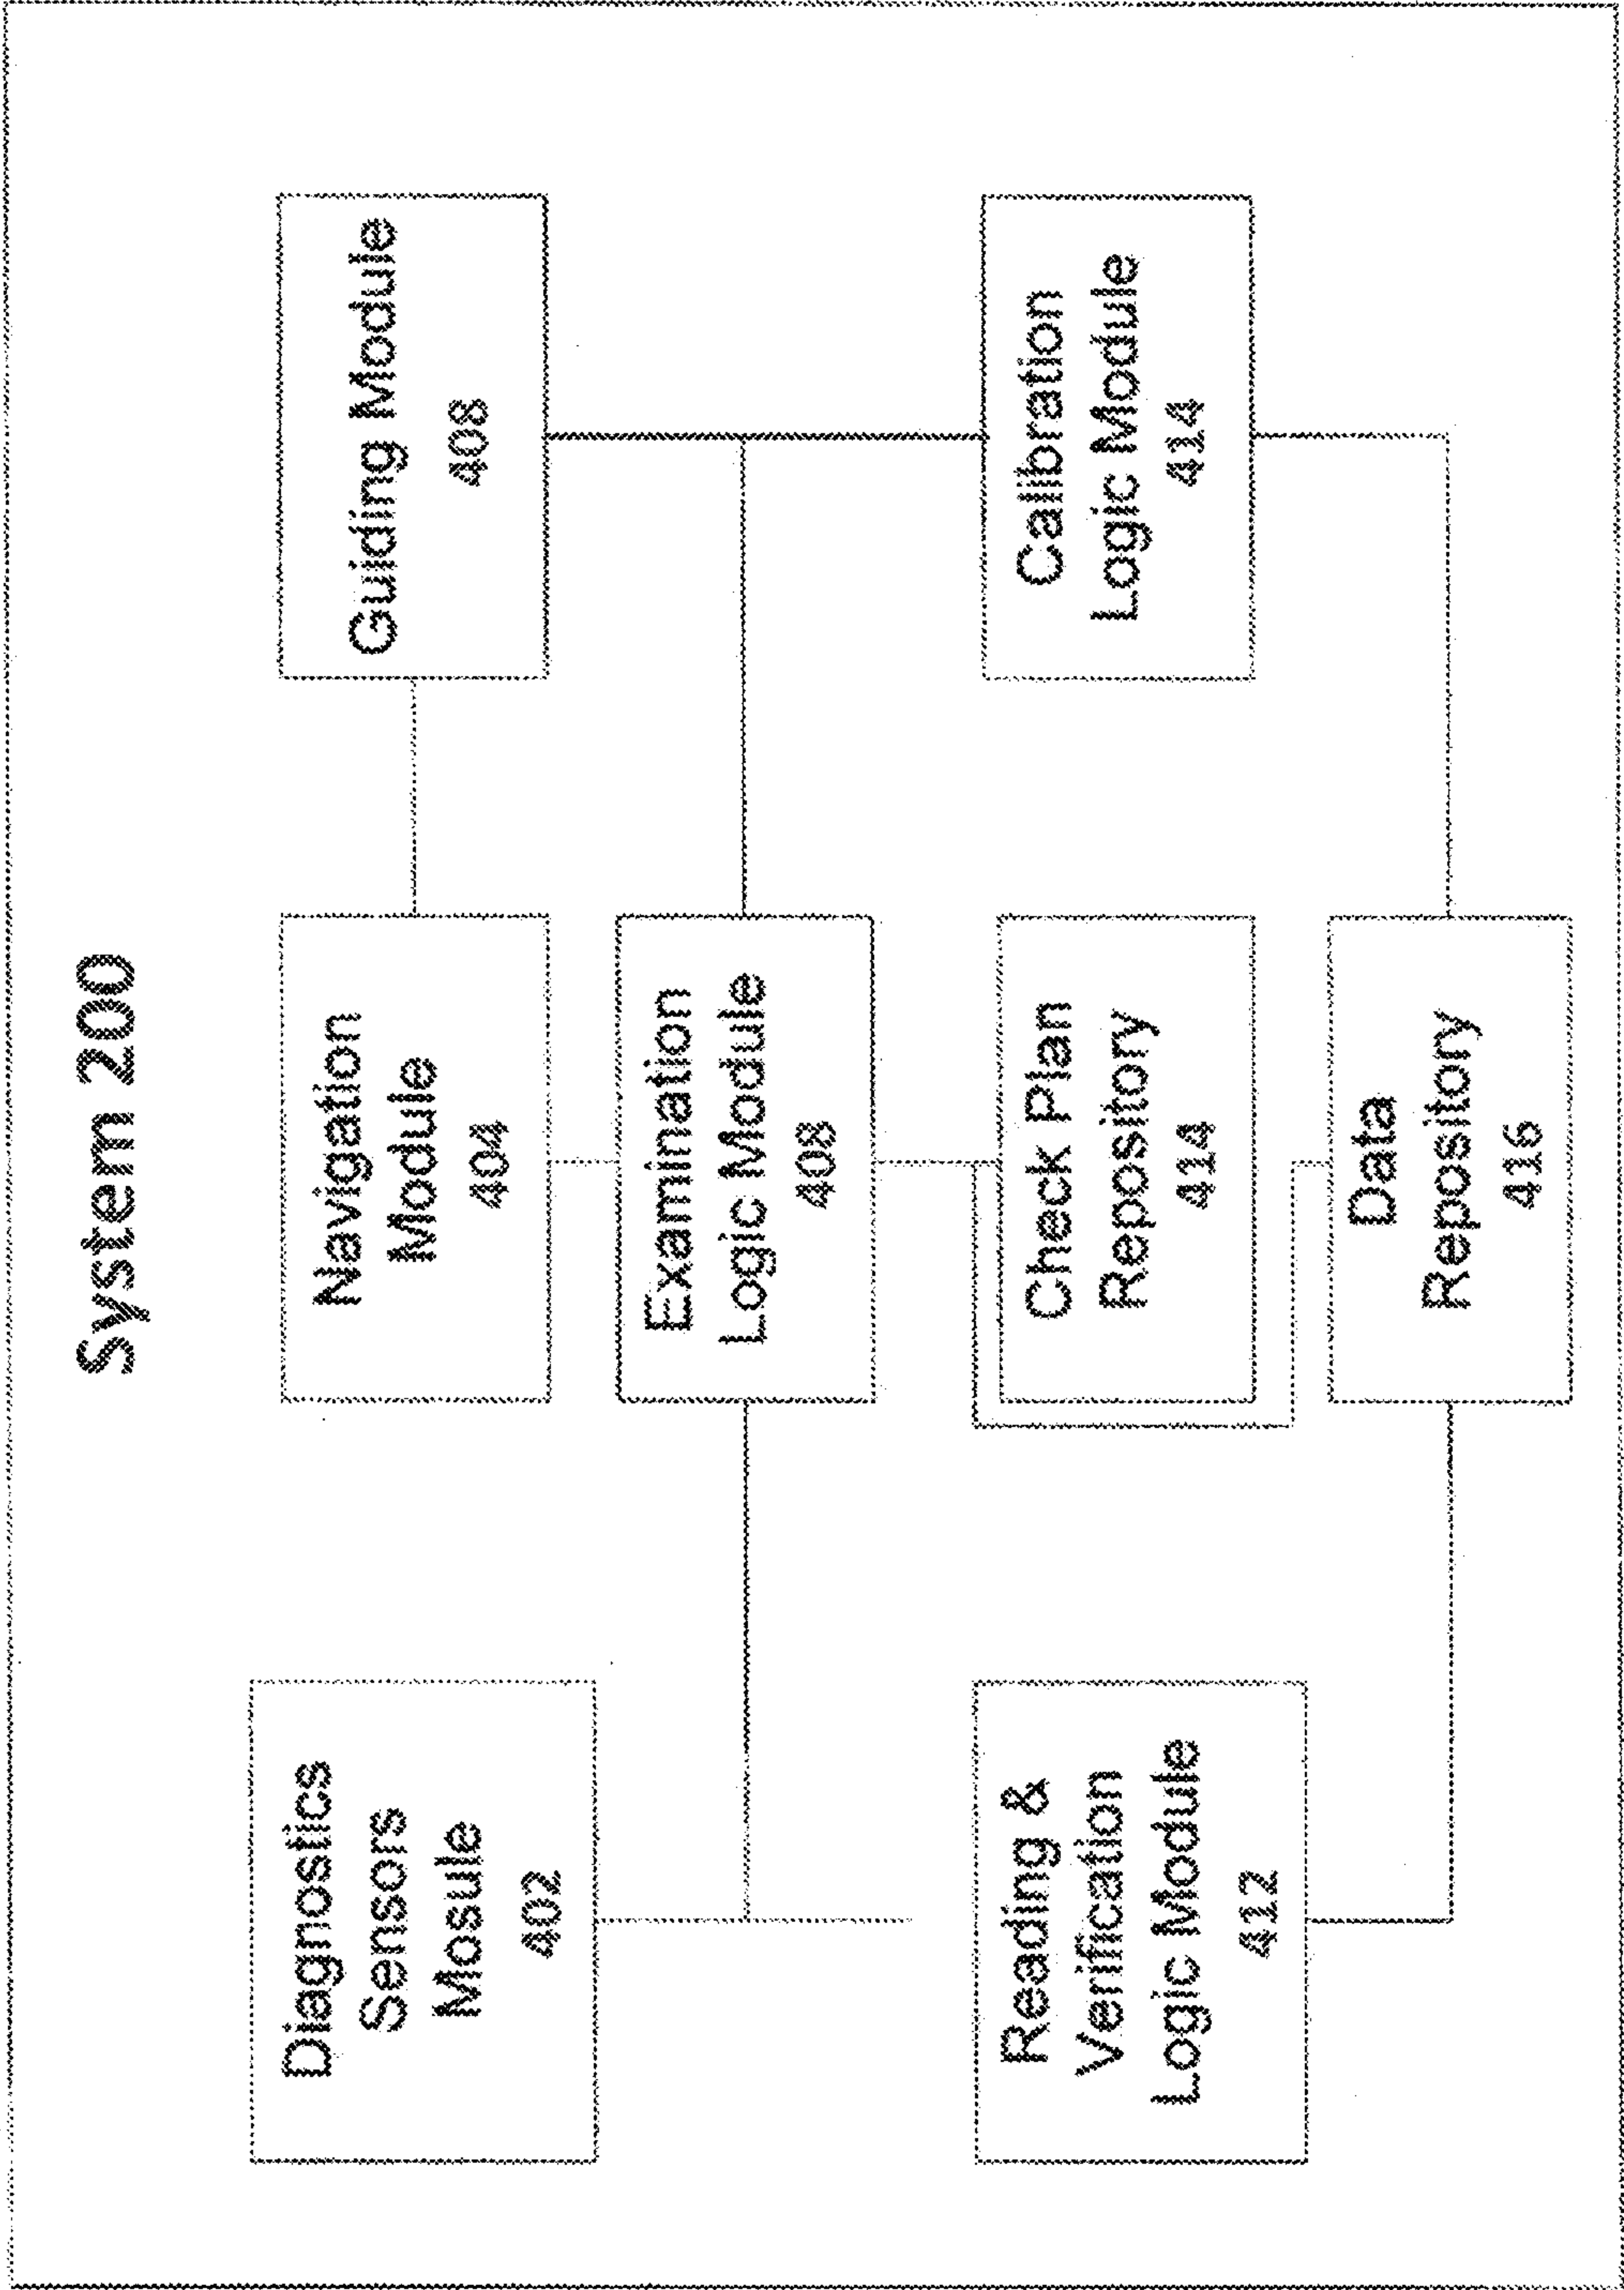 System 200
Diagnostics
Sensors
Mosule
402
Navigation
Module
404
Guiding Module
408
Examination
Logic Module
408
Reading &
Verification
Logic Module
412
Check Plan
Repository
414
Calibration
Logic Module
414
Data
Repository
416